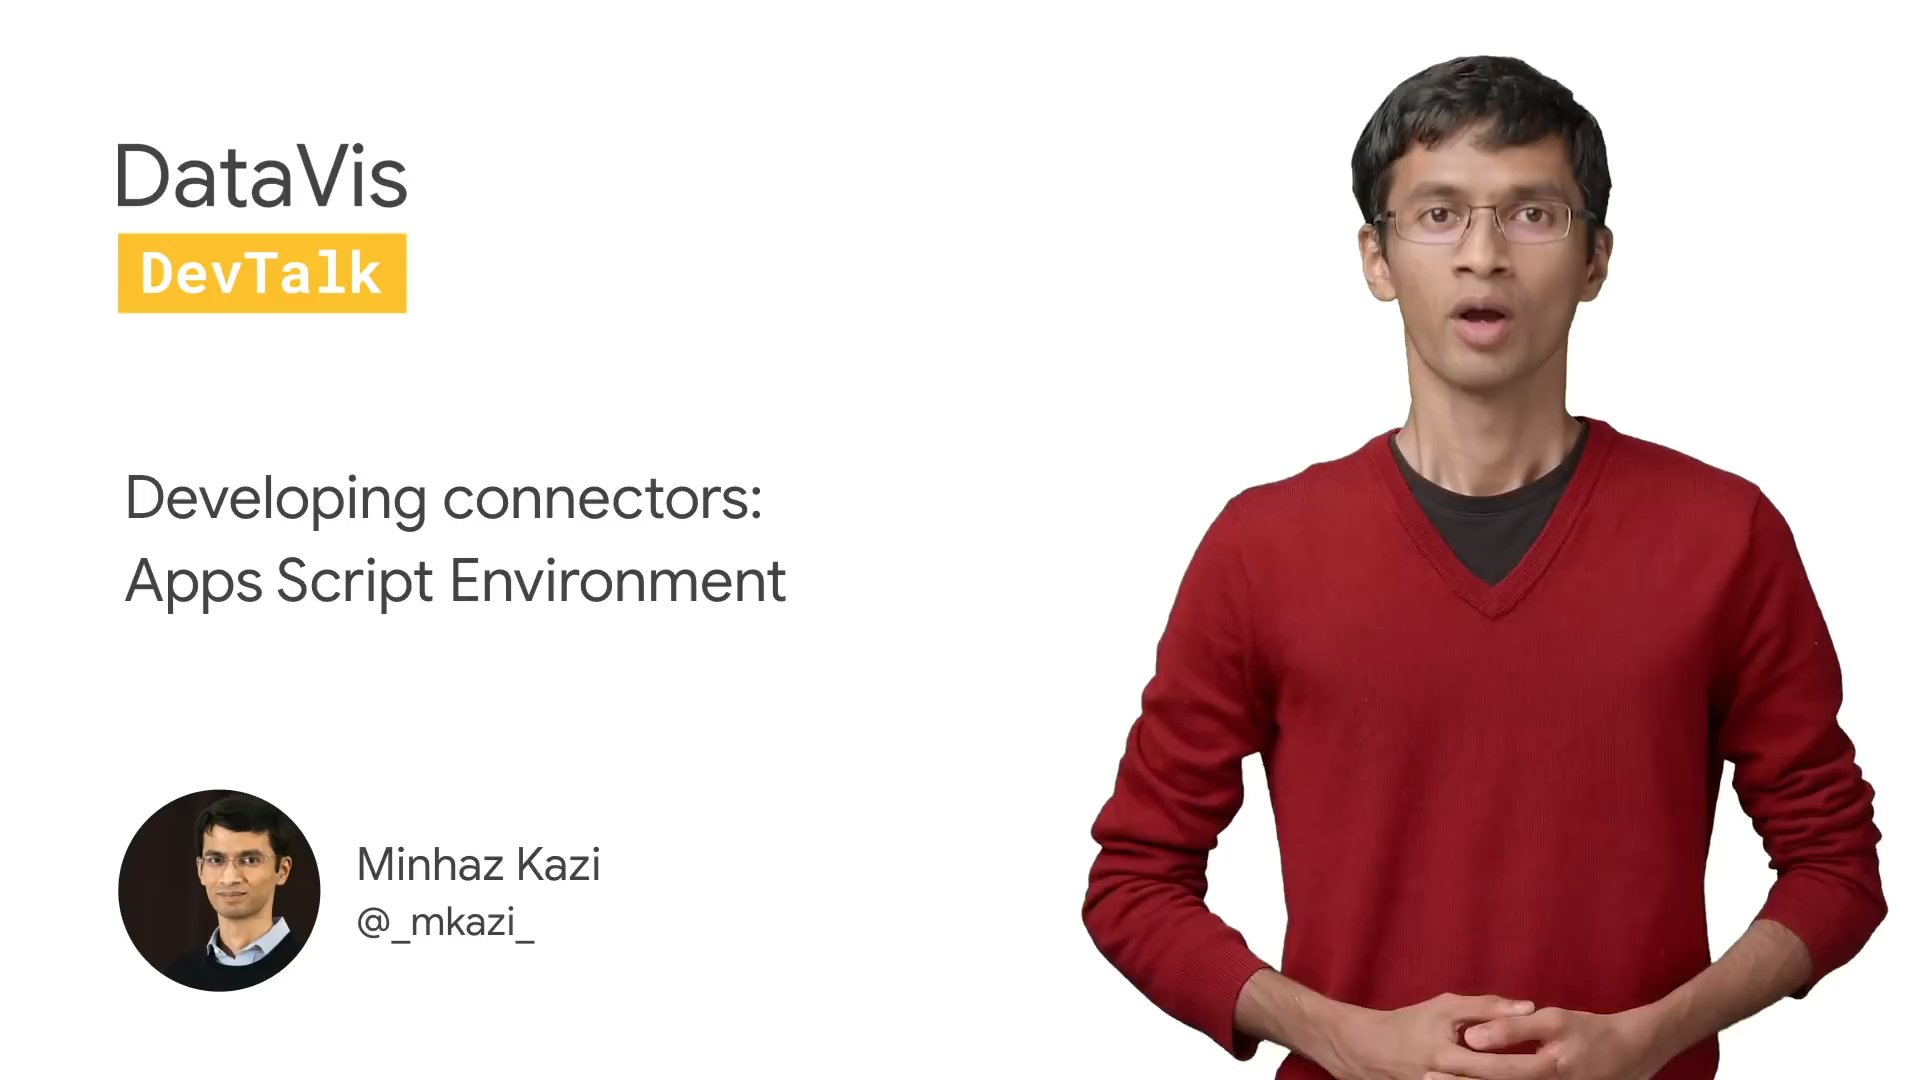 DataVis
DevTalk
Developing connectors:
Apps Script Environment
Minhaz Kazi
@_mkazi_